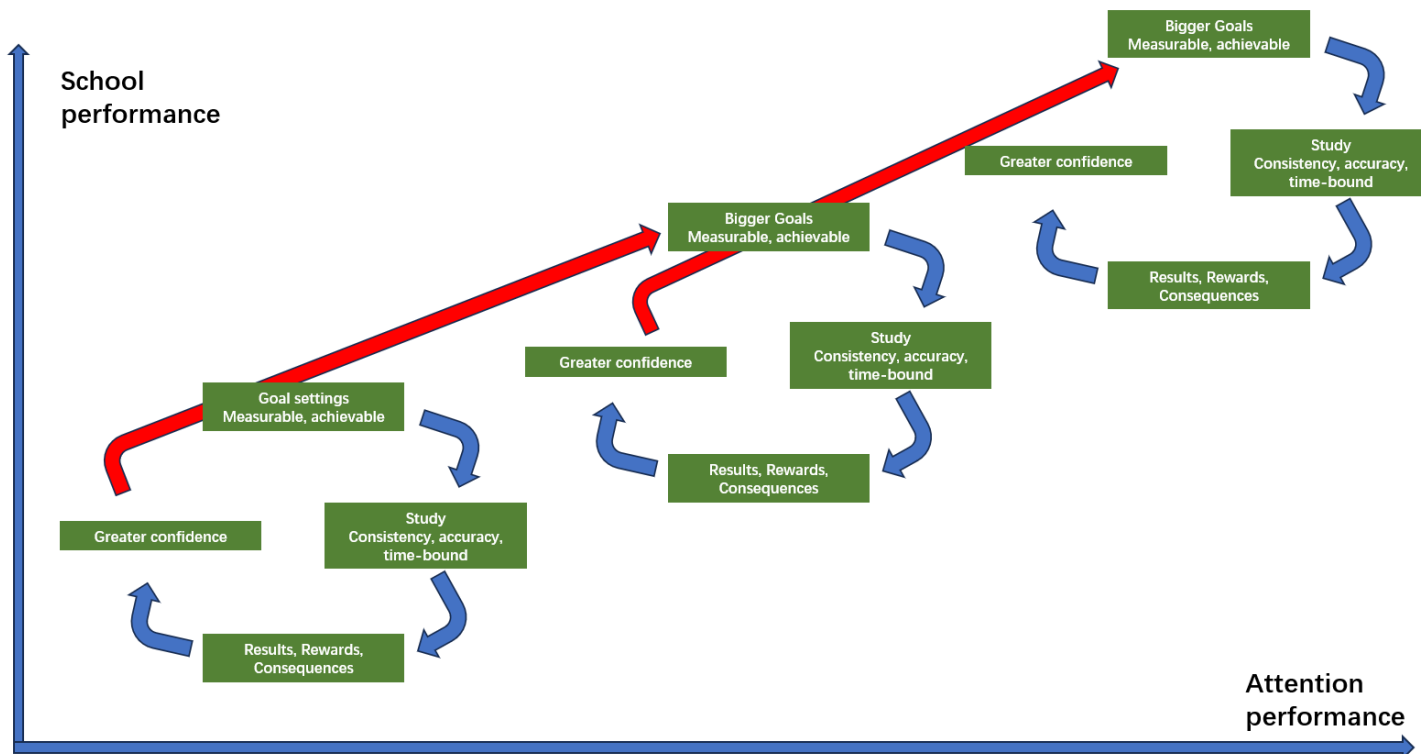 School
performance
Bigger Goals
Measurable, achievable
Greater confidence
Study
Consistency, accuracy,
time-bound
Results, Rewards,
Consequences
Bigger Goals
Measurable, achievable
Greater confidence
Study
Consistency, accuracy,
time-bound
Results, Rewards,
Consequences
Goal settings
Measurable, achievable
Greater confidence
Study
Consistency, accuracy,
time-bound
Results, Rewards,
Consequences
Attention
performance